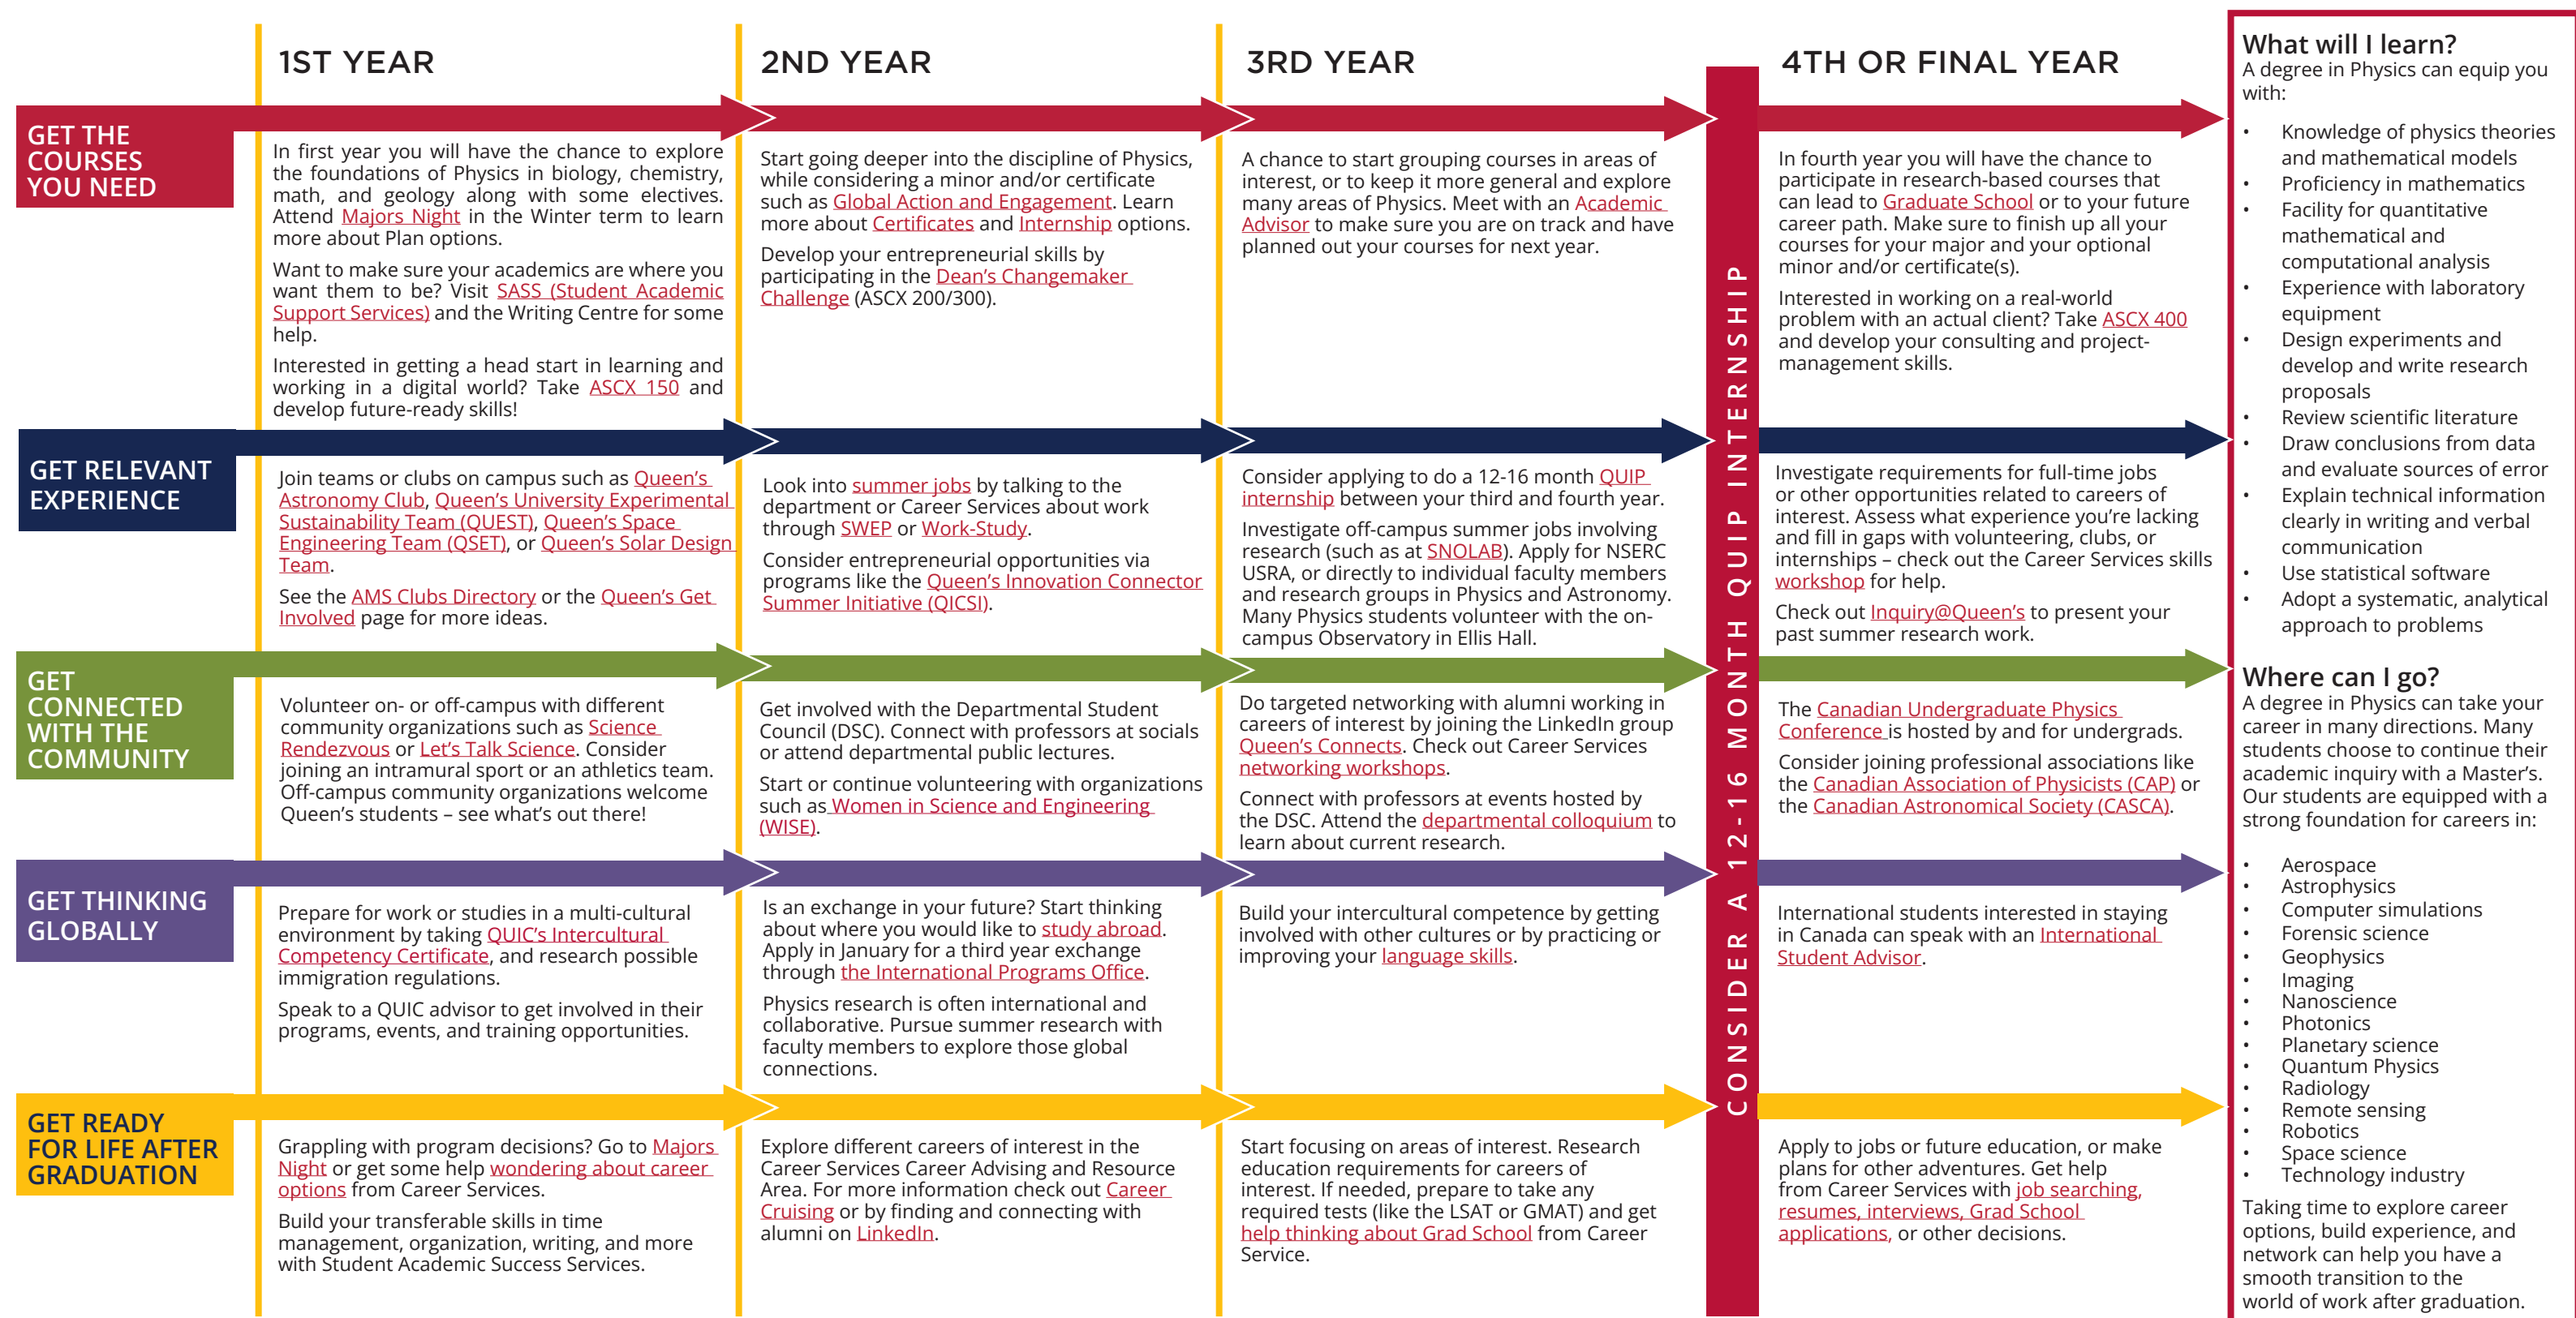 1ST YEAR
2ND YEAR
3RD YEAR
4TH OR FINAL YEAR
GET THE
COURSES
YOU NEED
In first year you will have the chance to explore
the foundations of Physics in biology, chemistry,
math, and geology along with some electives.
Attend Majors Night in the Winter term to learn
more about Plan options.
Want to make sure your academics are where you
want them to be? Visit SASS (Student Academic
Support Services) and the Writing Centre for some
help.
Interested in getting a head start in learning and
working in a digital world? Take ASCX 150 and
develop future-ready skills!
Start going deeper into the discipline of Physics,
while considering a minor and/or certificate
such as Global Action and Engagement. Learn
more about Certificates and Internship options.
Develop your entrepreneurial skills by
participating in the Dean's Changemaker
Challenge (ASCX 200/300).
A chance to start grouping courses in areas of
interest, or to keep it more general and explore
many areas of Physics. Meet with an Academic
Advisor to make sure you are on track and have
planned out your courses for next year.
In fourth year you will have the chance to
participate in research-based courses that
can lead to Graduate School or to your future
career path. Make sure to finish up all your
courses for your major and your optional
minor and/or certificate(s).
Interested in working on a real-world
problem with an actual client? Take ASCX 400
and develop your consulting and project-
management skills.
GET RELEVANT
EXPERIENCE
Join teams or clubs on campus such as Queen's
Astronomy Club, Queen's University Experimental
Sustainability Team (QUEST), Queen's Space
Engineering Team (QSET), or Queen's Solar Design
Team.
See the AMS Clubs Directory or the Queen's Get
Involved page for more ideas.
Look into summer jobs by talking to the
department or Career Services about work
through SWEP or Work-Study.
Consider entrepreneurial opportunities via
programs like the Queen's Innovation Connector
Summer Initiative (QICSI).
Consider applying to do a 12-16 month QUIP
internship between your third and fourth year.
Investigate off-campus summer jobs involving
research (such as at SNOLAB). Apply for NSERC
USRA, or directly to individual faculty members
and research groups in Physics and Astronomy.
Many Physics students volunteer with the on-
campus Observatory in Ellis Hall.
Investigate requirements for full-time jobs
or other opportunities related to careers of
interest. Assess what experience you're lacking
and fill in gaps with volunteering, clubs, or
internships – check out the Career Services skills
workshop for help.
Check out Inquiry@Queen's to present your
past summer research work.
GET
CONNECTED
WITH THE
COMMUNITY
Volunteer on- or off-campus with different
community organizations such as Science
Rendezvous or Let's Talk Science. Consider
joining an intramural sport or an athletics team.
Off-campus community organizations welcome
Queen's students – see what's out there!
Get involved with the Departmental Student
Council (DSC). Connect with professors at socials
or attend departmental public lectures.
Start or continue volunteering with organizations
such as Women in Science and Engineering
(WISE).
Do targeted networking with alumni working in
careers of interest by joining the LinkedIn group
Queen's Connects. Check out Career Services
networking workshops.
Connect with professors at events hosted by
the DSC. Attend the departmental colloquium to
learn about current research.
The Canadian Undergraduate Physics
Conference is hosted by and for undergrads.
Consider joining professional associations like
the Canadian Association of Physicists (CAP) or
the Canadian Astronomical Society (CASCA).
GET THINKING
GLOBALLY
Prepare for work or studies in a multi-cultural
environment by taking QUIC's Intercultural
Competency Certificate, and research possible
immigration regulations.
Speak to a QUIC advisor to get involved in their
programs, events, and training opportunities.
Is an exchange in your future? Start thinking
about where you would like to study abroad.
Apply in January for a third year exchange
through the International Programs Office.
Physics research is often international and
collaborative. Pursue summer research with
faculty members to explore those global
connections.
Build your intercultural competence by getting
involved with other cultures or by practicing or
improving your language skills.
International students interested in staying
in Canada can speak with an International
Student Advisor.
GET READY
FOR LIFE AFTER
GRADUATION
Grappling with program decisions? Go to Majors
Night or get some help wondering about career
options from Career Services.
Build your transferable skills in time
management, organization, writing, and more
with Student Academic Success Services.
Explore different careers of interest in the
Career Services Career Advising and Resource
Area. For more information check out Career
Cruising or by finding and connecting with
alumni on LinkedIn.
Start focusing on areas of interest. Research
education requirements for careers of
interest. If needed, prepare to take any
required tests (like the LSAT or GMAT) and get
help thinking about Grad School from Career
Service.
Apply to jobs or future education, or make
plans for other adventures. Get help
from Career Services with job searching,
resumes, interviews, Grad School
applications, or other decisions.
CONSIDER A 12-16 MONTH QUIP INTERNSHIP
What will I learn?
A degree in Physics can equip you
with:
• Knowledge of physics theories
and mathematical models
• Proficiency in mathematics
• Facility for quantitative
mathematical and
computational analysis
• Experience with laboratory
equipment
• Design experiments and
develop and write research
proposals
• Review scientific literature
• Draw conclusions from data
and evaluate sources of error
• Explain technical information
clearly in writing and verbal
communication
• Use statistical software
• Adopt a systematic, analytical
approach to problems
Where can I go?
A degree in Physics can take your
career in many directions. Many
students choose to continue their
academic inquiry with a Master's.
Our students are equipped with a
strong foundation for careers in:
• Aerospace
• Astrophysics
• Computer simulations
• Forensic science
• Geophysics
• Imaging
• Nanoscience
• Photonics
• Planetary science
• Quantum Physics
• Radiology
• Remote sensing
• Robotics
• Space science
• Technology industry
Taking time to explore career
options, build experience, and
network can help you have a
smooth transition to the
world of work after graduation.